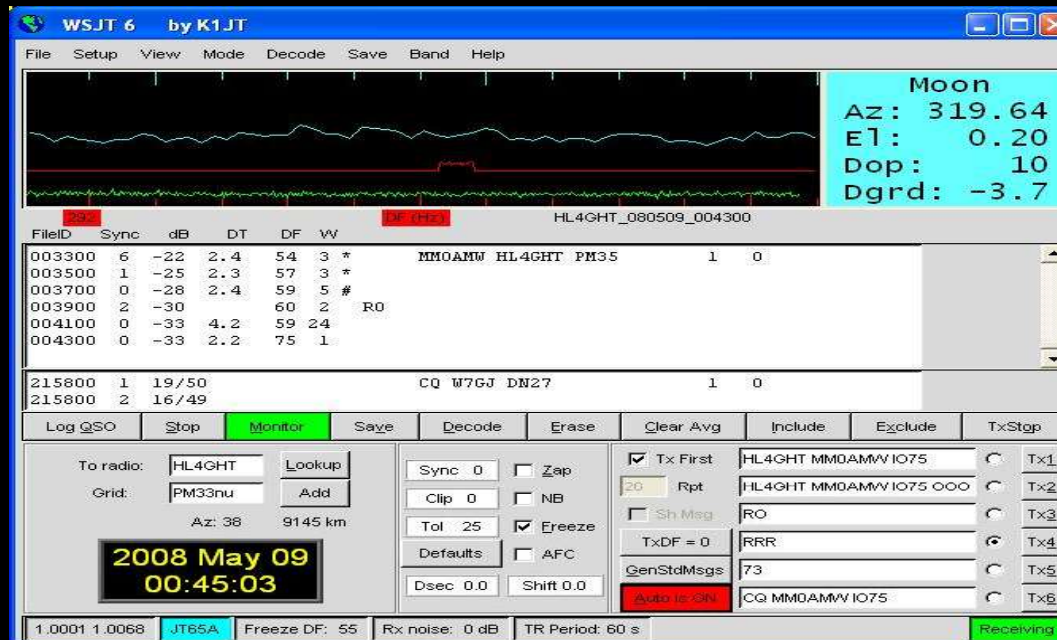 WSJT 6 by K1JT
File Setup View Mode Decode Save Band Help
Moon
Az: 319.64
El: 0.20
Dop: 10
Dgrd: -3.7
292 DF (Hz) HL4GHT_080509_004300
FileID Sync dB DT DF W
003300 6 -22 2.4 54 3 * MM0AMW HL4GHT PM35 1 0
003500 1 -25 2.3 57 3 *
003700 0 -28 2.4 59 5 #
003900 2 -30 60 2 RO
004100 0 -33 4.2 59 24
004300 0 -33 2.2 75 1
215800 1 19/50 CQ W7GJ DN27 1 0
215800 2 16/49
Log QSO Stop Monitor Save Decode Erase Clear Avg Include Exclude TxStop
To radio: HL4GHT Lookup
Grid: PM33nu Add
Az: 38 9145 km
2008 May 09
00:45:03
Sync 0 Zap
Clip 0 NB
Tol 25 Freeze
Defaults AFC
Dsec 0.0 Shift 0.0
Tx First HL4GHT MM0AMW IO75 Tx1
20 Rpt HL4GHT MM0AMW IO75 OOO Tx2
Sh Msg RO Tx3
TxDF = 0 RRR Tx4
GenStdMsgs 73 Tx5
Auto is ON CQ MM0AMW IO75 Tx6
1.0001 1.0068 JT65A Freeze DF: 55 Rx noise: 0 dB TR Period: 60 s Receiving